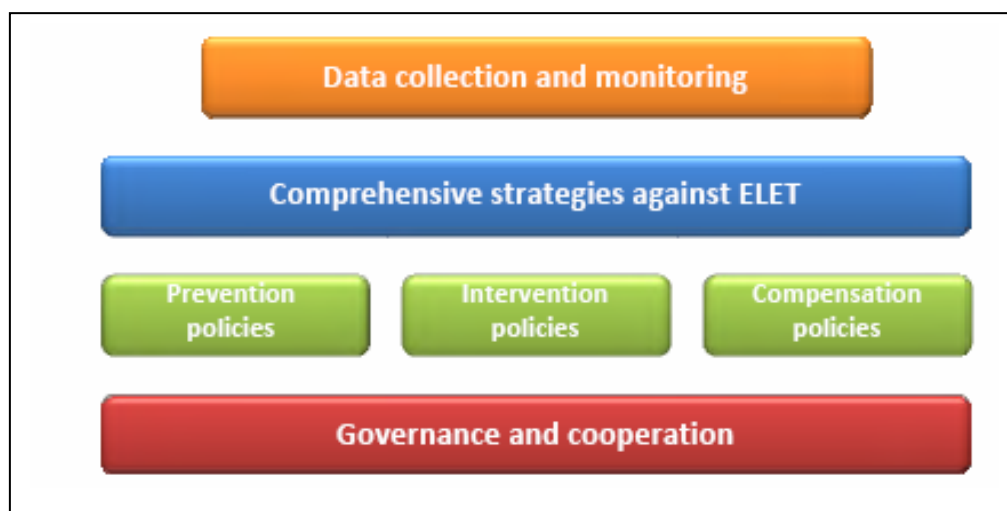 Data collection and monitoring
Comprehensive strategies against ELET
Prevention
policies
Intervention
policies
Compensation
policies
Governance and cooperation